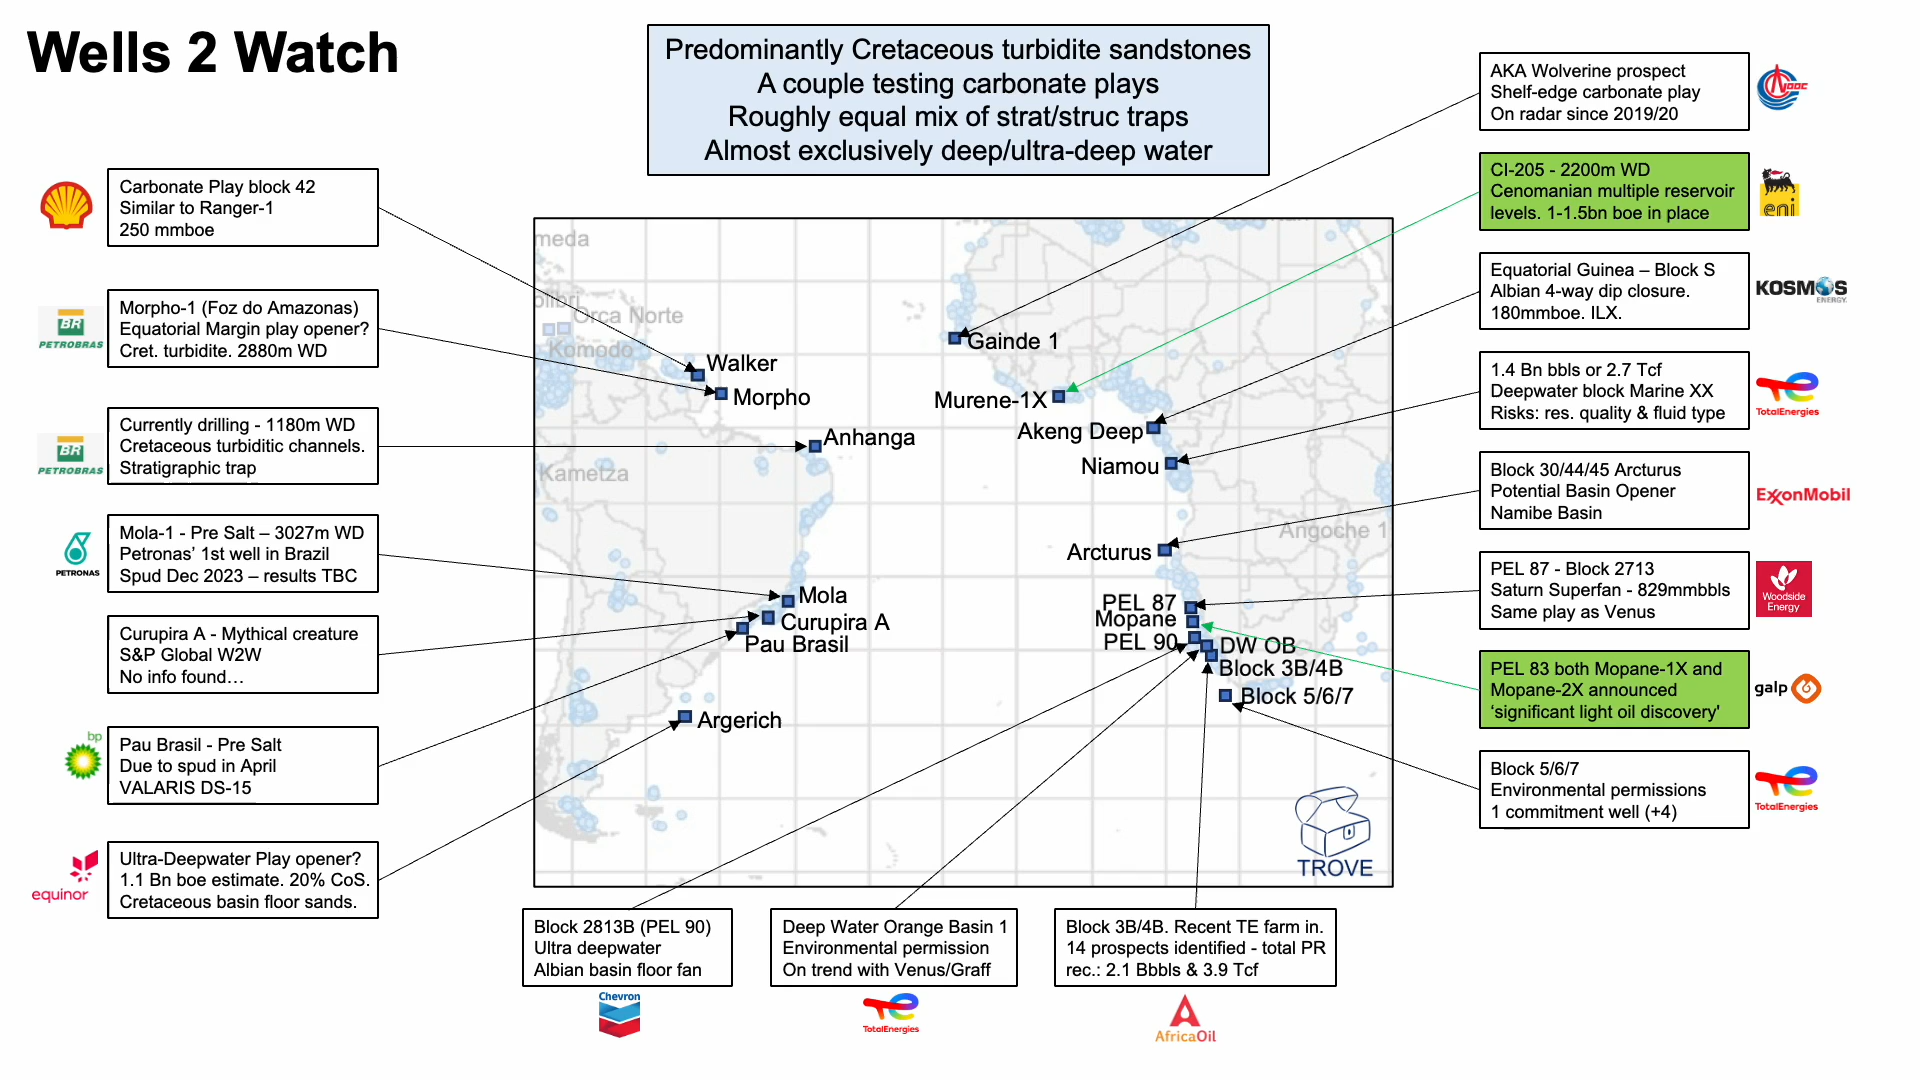 Wells 2 Watch
Predominantly Cretaceous turbidite sandstones
A couple testing carbonate plays
Roughly equal mix of strat/struc traps
Almost exclusively deep/ultra-deep water
Carbonate Play block 42
Similar to Ranger-1
250 mmboe
BR
PETROBRAS
Morpho-1 (Foz do Amazonas)
Equatorial Margin play opener?
Cret. turbidite. 2880m WD
BR
PETROBRAS
Currently drilling - 1180m WD
Cretaceous turbiditic channels.
Stratigraphic trap
PETRONAS
Mola-1 - Pre Salt – 3027m WD
Petronas’ 1st well in Brazil
Spud Dec 2023 – results TBC
Curupira A - Mythical creature
S&P Global W2W
No info found…
bp
Pau Brasil - Pre Salt
Due to spud in April
VALARIS DS-15
equinor
Ultra-Deepwater Play opener?
1.1 Bn boe estimate. 20% CoS.
Cretaceous basin floor sands.
meda
olibri
Orca Norte
Komodo
Kametza
Angoche 1
Walker
Morpho
Anhanga
Mola
Curupira A
Pau Brasil
Argerich
Gainde 1
Murene-1X
Akeng Deep
Niamou
Arcturus
PEL 87
Mopane
PEL 90
DW OB
Block 3B/4B
Block 5/6/7
TROVE
AKA Wolverine prospect
Shelf-edge carbonate play
On radar since 2019/20
CNOOC
CI-205 - 2200m WD
Cenomanian multiple reservoir
levels. 1-1.5bn boe in place
eni
Equatorial Guinea – Block S
Albian 4-way dip closure.
180mmboe. ILX.
KOSMOS
ENERGY
1.4 Bn bbls or 2.7 Tcf
Deepwater block Marine XX
Risks: res. quality & fluid type
TotalEnergies
Block 30/44/45 Arcturus
Potential Basin Opener
Namibe Basin
ExxonMobil
PEL 87 - Block 2713
Saturn Superfan - 829mmbbls
Same play as Venus
Woodside
Energy
PEL 83 both Mopane-1X and
Mopane-2X announced
‘significant light oil discovery'
galp
Block 5/6/7
Environmental permissions
1 commitment well (+4)
TotalEnergies
Block 2813B (PEL 90)
Ultra deepwater
Albian basin floor fan
Chevron
Deep Water Orange Basin 1
Environmental permission
On trend with Venus/Graff
TotalEnergies
Block 3B/4B. Recent TE farm in.
14 prospects identified - total PR
rec.: 2.1 Bbbls & 3.9 Tcf
AfricaOil